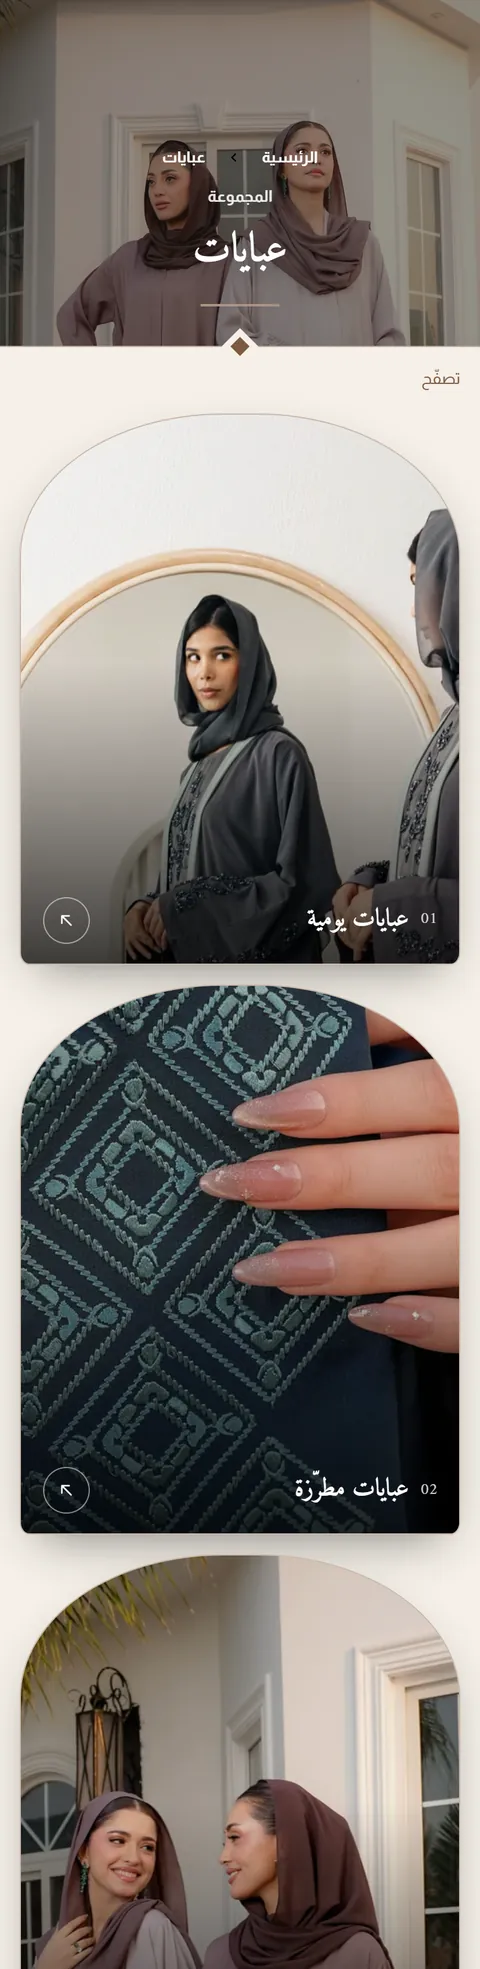 الرئيسية > عبايات
المجموعة
عبايات
تصفّح
01 عبايات يومية
02 عبايات مطرّزة